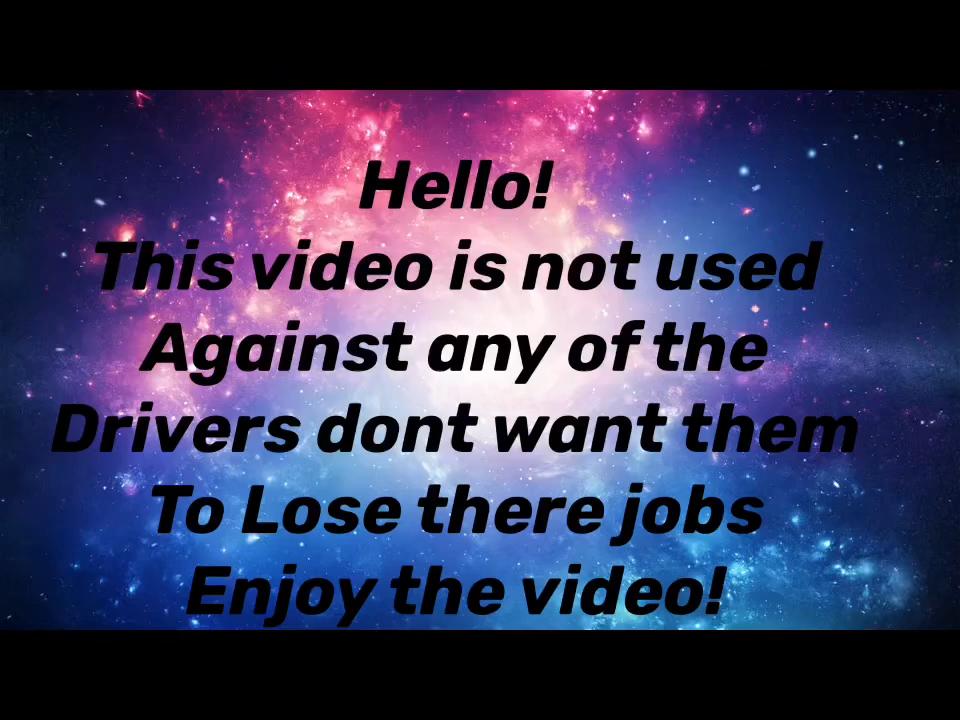 Hello!
This video is not used
Against any of the
Drivers dont want them
To Lose there jobs
Enjoy the video!